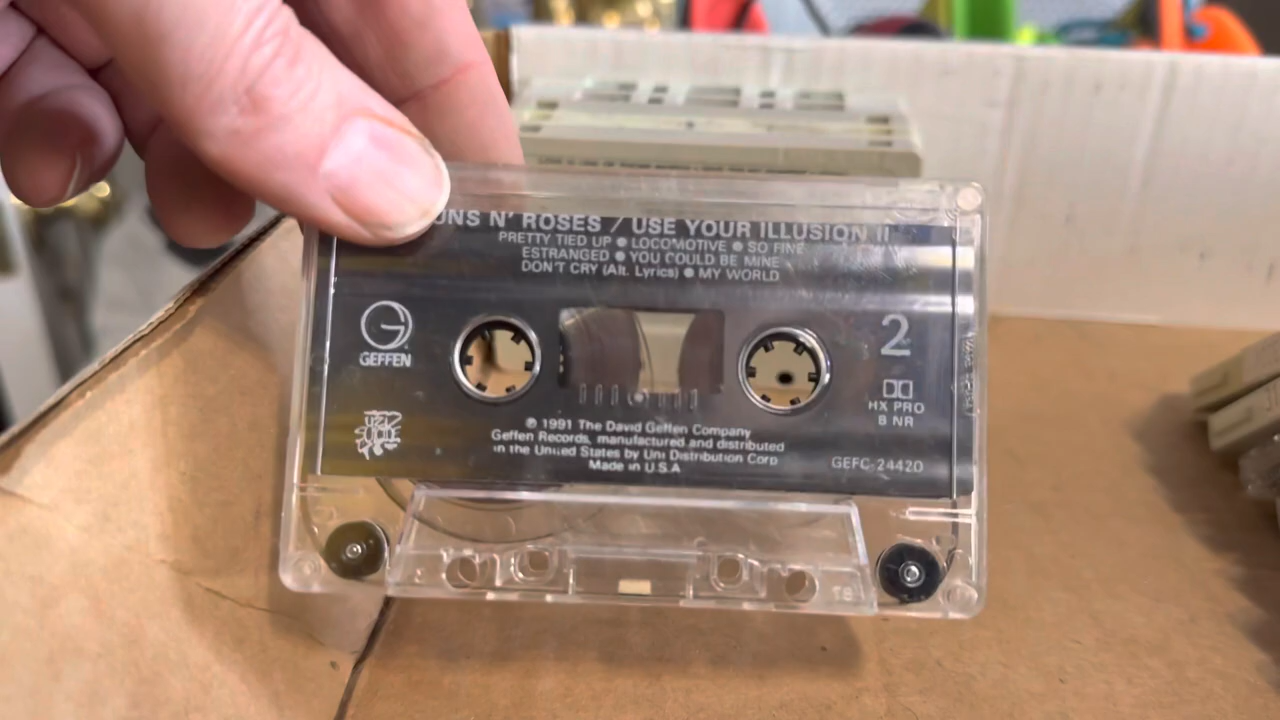 UNS N' ROSES / USE YOUR ILLUSION II
PRETTY TIED UP ● LOCOMOTIVE ● SO FINE
ESTRANGED ● YOU COULD BE MINE
DON'T CRY (Alt. Lyrics) ● MY WORLD
GEFFEN
2
HX PRO
B NR
℗ 1991 The David Geffen Company
Geffen Records, manufactured and distributed
in the United States by Uni Distribution Corp
Made in U.S.A
GEFC-24420